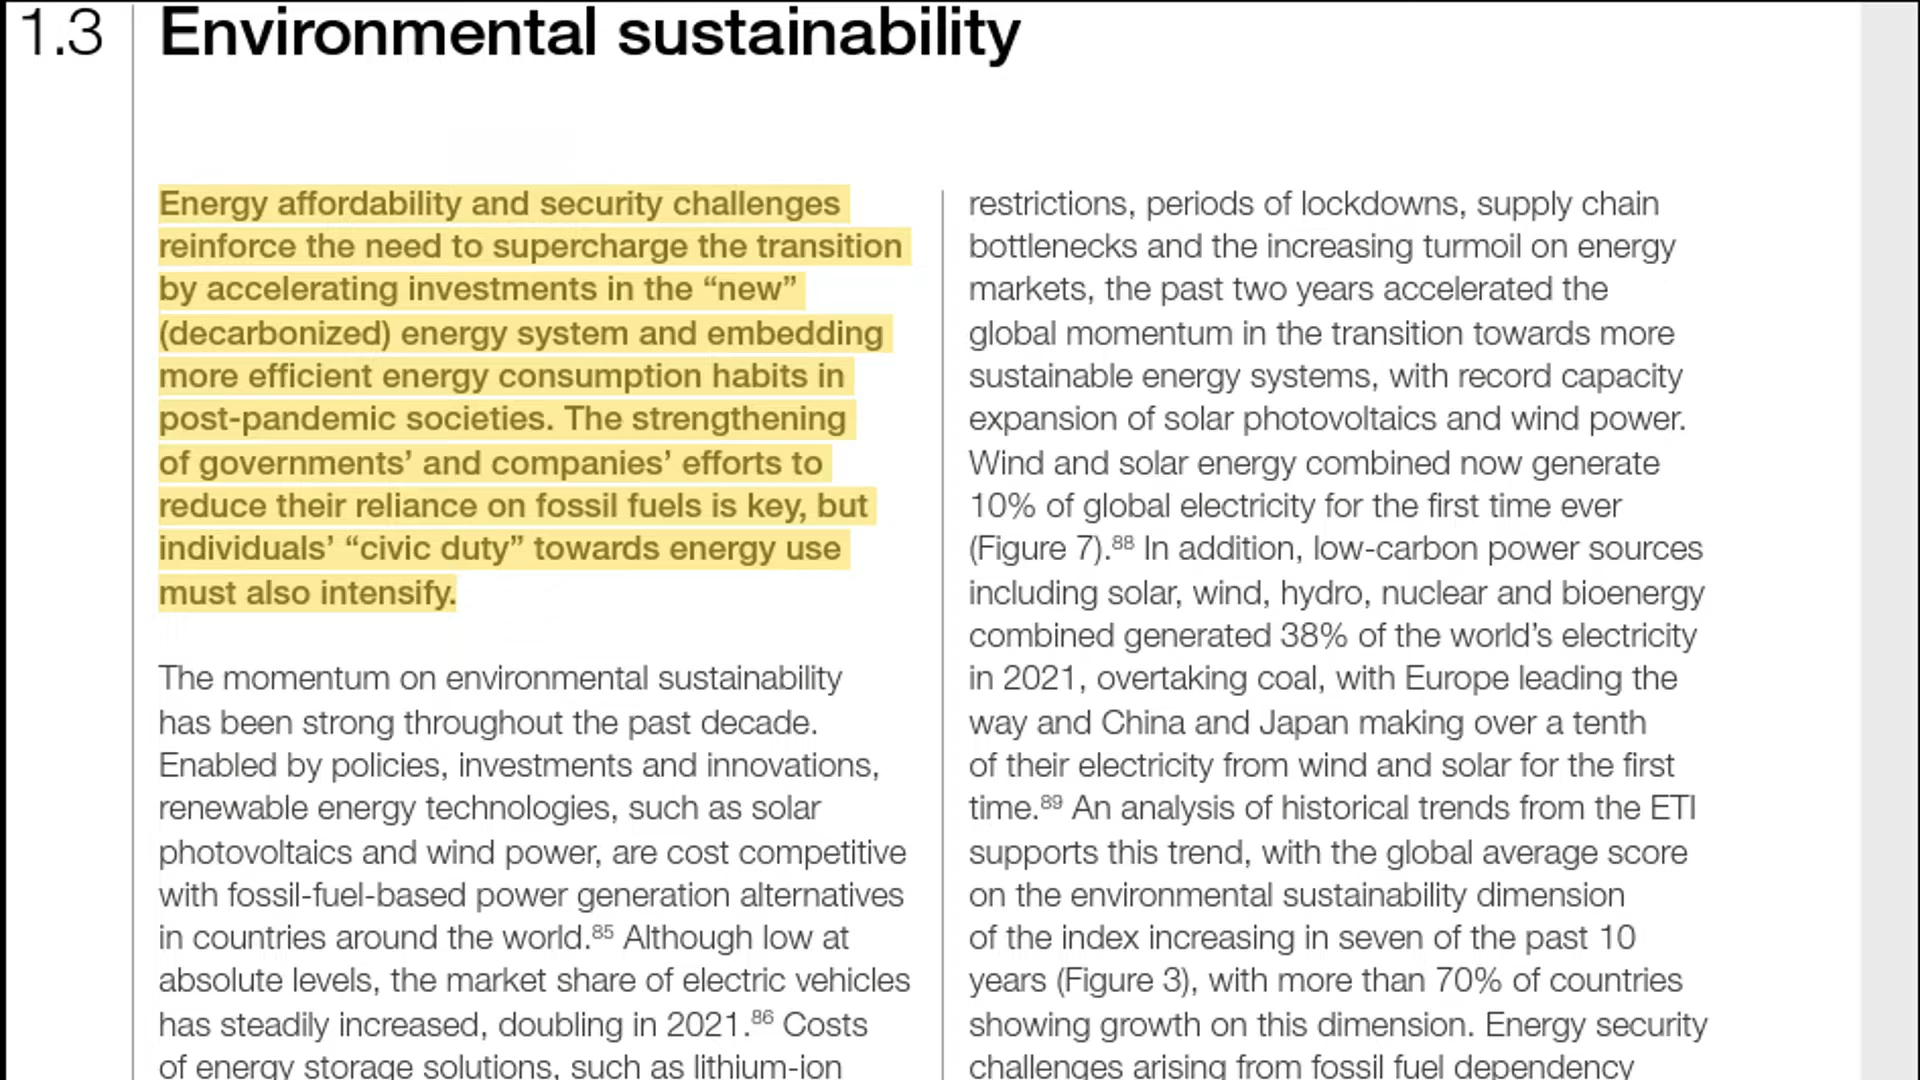 1.3
Environmental sustainability
Energy affordability and security challenges
reinforce the need to supercharge the transition
by accelerating investments in the “new”
(decarbonized) energy system and embedding
more efficient energy consumption habits in
post-pandemic societies. The strengthening
of governments’ and companies’ efforts to
reduce their reliance on fossil fuels is key, but
individuals’ “civic duty” towards energy use
must also intensify.
The momentum on environmental sustainability
has been strong throughout the past decade.
Enabled by policies, investments and innovations,
renewable energy technologies, such as solar
photovoltaics and wind power, are cost competitive
with fossil-fuel-based power generation alternatives
in countries around the world.⁸⁵ Although low at
absolute levels, the market share of electric vehicles
has steadily increased, doubling in 2021.⁸⁶ Costs
of energy storage solutions, such as lithium-ion
restrictions, periods of lockdowns, supply chain
bottlenecks and the increasing turmoil on energy
markets, the past two years accelerated the
global momentum in the transition towards more
sustainable energy systems, with record capacity
expansion of solar photovoltaics and wind power.
Wind and solar energy combined now generate
10% of global electricity for the first time ever
(Figure 7).⁸⁸ In addition, low-carbon power sources
including solar, wind, hydro, nuclear and bioenergy
combined generated 38% of the world’s electricity
in 2021, overtaking coal, with Europe leading the
way and China and Japan making over a tenth
of their electricity from wind and solar for the first
time.⁸⁹ An analysis of historical trends from the ETI
supports this trend, with the global average score
on the environmental sustainability dimension
of the index increasing in seven of the past 10
years (Figure 3), with more than 70% of countries
showing growth on this dimension. Energy security
challenges arising from fossil fuel dependency